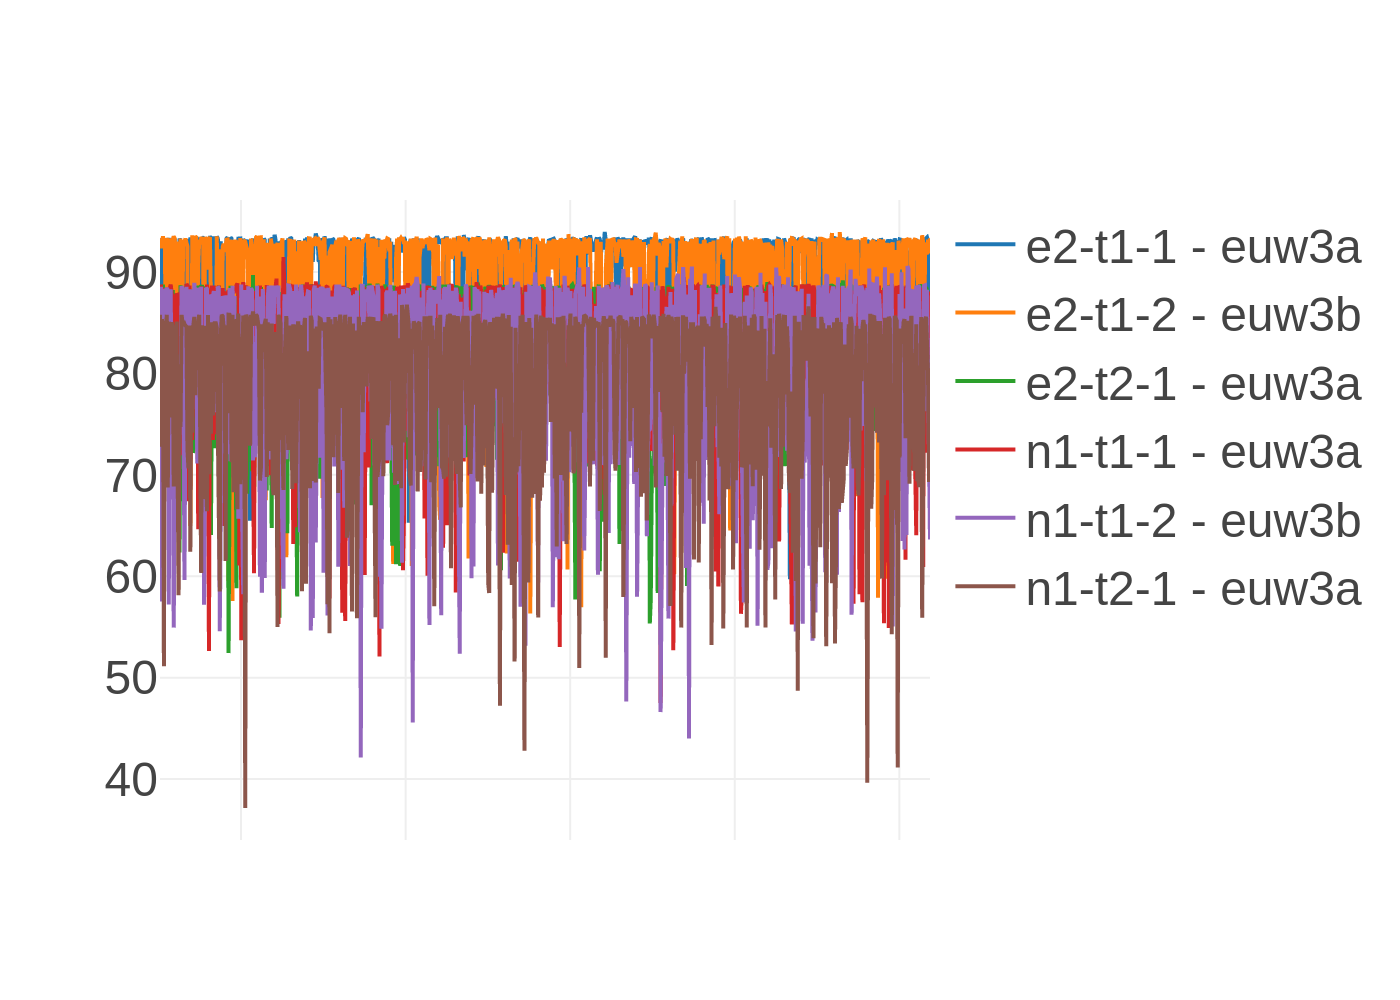 90
80
70
60
50
40
e2-t1-1 - euw3a
e2-t1-2 - euw3b
e2-t2-1 - euw3a
n1-t1-1 - euw3a
n1-t1-2 - euw3b
n1-t2-1 - euw3a